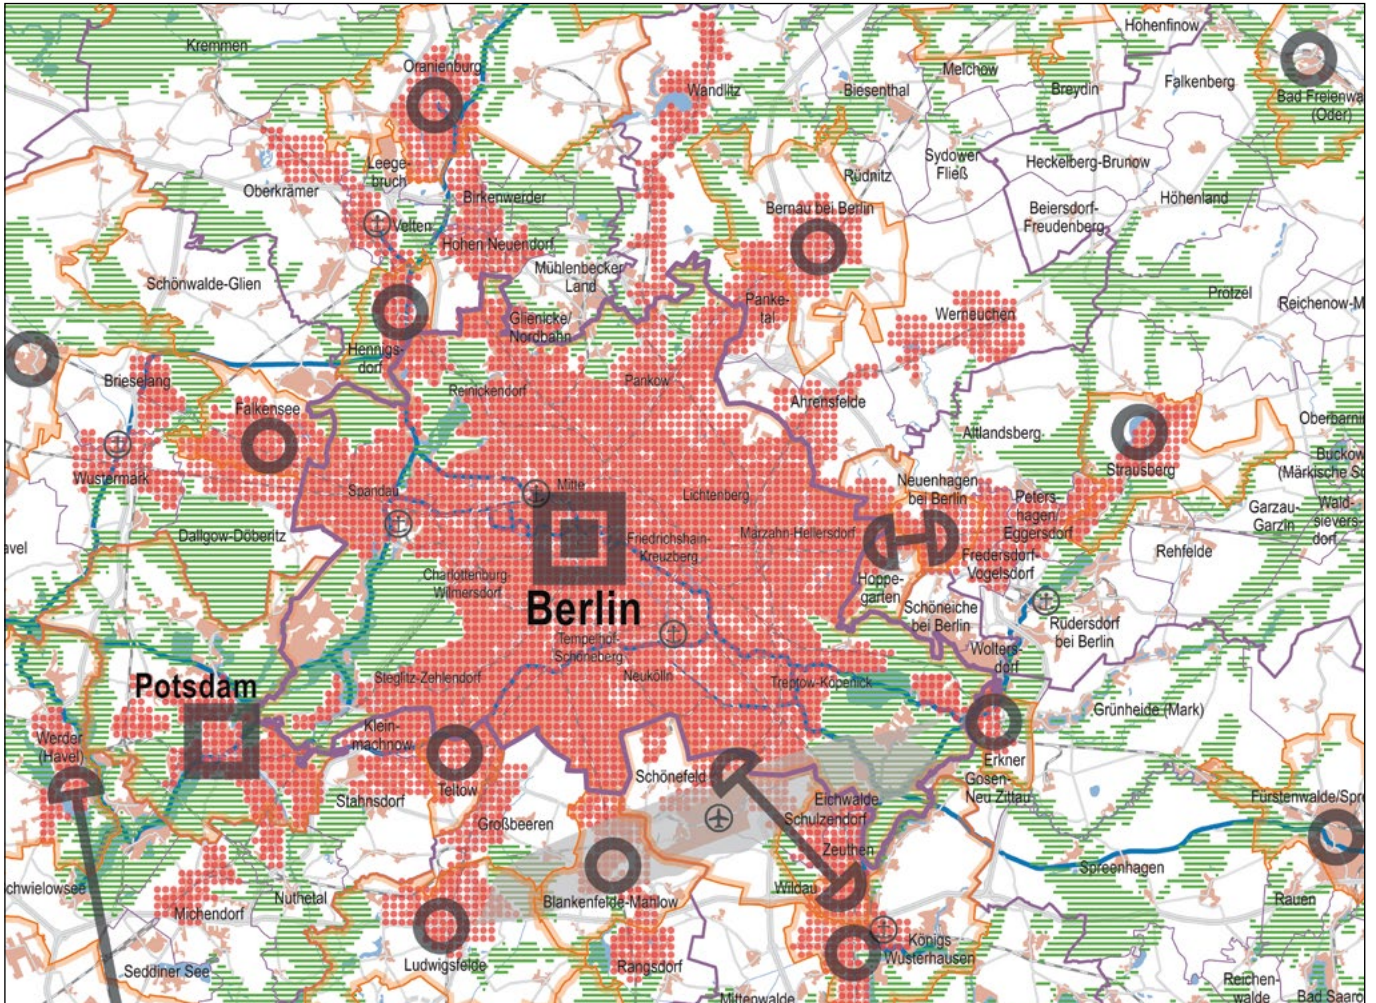 Hohenfinow
Kremmen
Oranienburg
Melchow
Falkenberg
Wandlitz
Biesenthal
Breydin
Bad Freienwa
(Oder)
Leege-
bruch
Sydower
Fließ
Heckelberg-Brunow
Oberkrämer
Rüdnitz
Birkenwerder
Höhenland
Velten
Bernau bei Berlin
Beiersdorf-
Freudenberg
Hohen Neuendorf
Mühlenbecker
Land
Schönwalde-Glien
Prötzel
Reichenow-M
Panke-
tal
Werneuchen
Glienicke/
Nordbahn
Hennigs-
dorf
Brieselang
Reinickendorf
Pankow
Ahrensfelde
Falkensee
Altlandsberg
Oberbarni
Strausberg
Buckow
(Märkische Sc
Wustermark
Spandau
Mitte
Lichtenberg
Neuenhagen
bei Berlin
Peters-
hagen/
Eggersdorf
Garzau-
Garzin
Wald-
sievers-
dorf
Dallgow-Döberitz
Marzahn-Hellersdorf
Friedrichshain-
Kreuzberg
avel
Rehfelde
Fredersdorf-
Vogelsdorf
Charlottenburg-
Wilmersdorf
Hoppe-
garten
Berlin
Schöneiche
bei Berlin
Rüdersdorf
bei Berlin
Tempelhof-
Schöneberg
Wolters-
dorf
Potsdam
Steglitz-Zehlendorf
Neukölln
Treptow-Köpenick
Grünheide (Mark)
Werder
(Havel)
Klein-
machnow
Erkner
Schönefeld
Gosen-
Neu Zittau
Teltow
Stahnsdorf
Eichwalde
Schulzendorf
Fürstenwalde/Spre
Großbeeren
Zeuthen
Spreenhagen
chwielowsee
Nuthetal
Wildau
Rauen
Michendorf
Blankenfelde-Mahlow
Königs
Wusterhausen
Ludwigsfelde
Rangsdorf
Seddiner See
Reichen-
walde
Mittenwalde
Bad Saarc